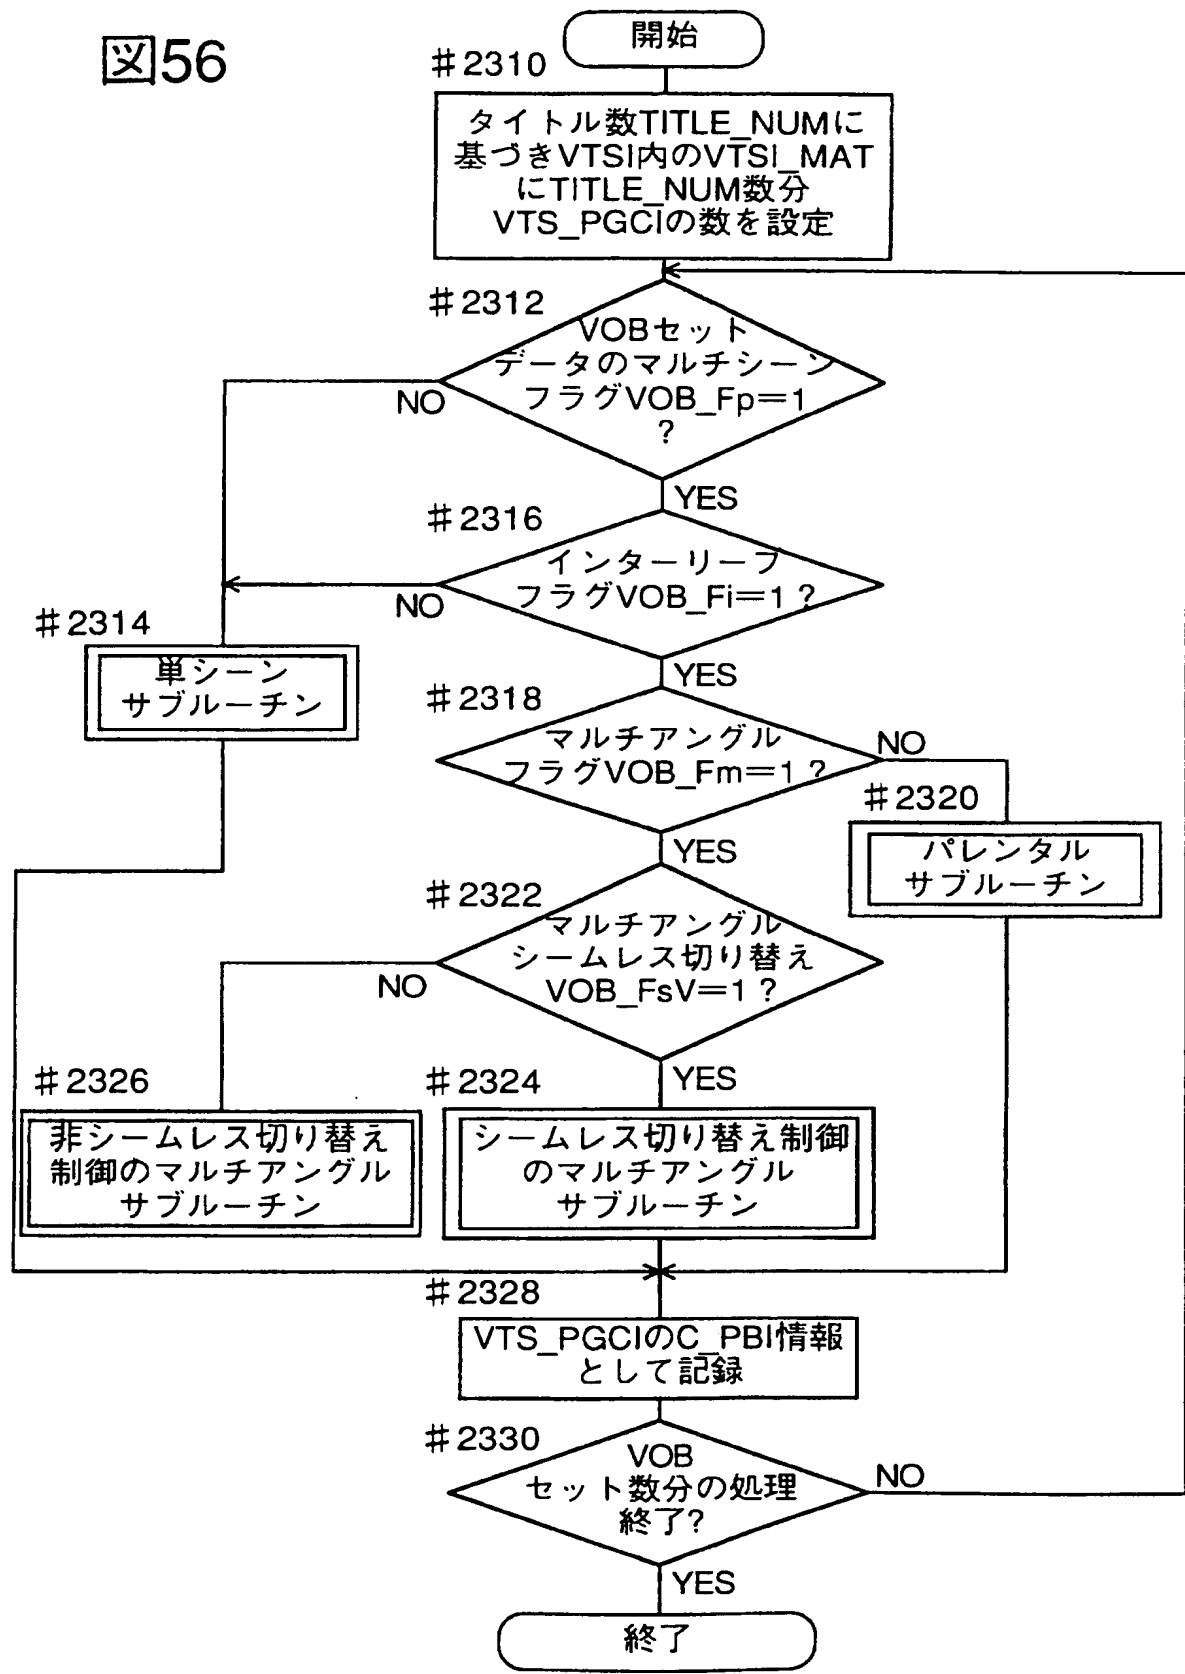 図56
開始
#2310
タイトル数TITLE_NUMに
基づきVTSI内のVTSI_MAT
にTITLE_NUM数分
VTS_PGCIの数を設定
#2312
VOBセット
データのマルチシーン
フラグVOB_Fp=1
?
NO
YES
#2316
インターリーフ
フラグVOB_Fi=1?
NO
YES
#2314
単シーン
サブルーチン
#2318
マルチアングル
フラグVOB_Fm=1?
NO
YES
#2320
パレンタル
サブルーチン
#2322
マルチアングル
シームレス切り替え
VOB_FsV=1?
NO
YES
#2326
非シームレス切り替え
制御のマルチアングル
サブルーチン
#2324
シームレス切り替え制御
のマルチアングル
サブルーチン
#2328
VTS_PGCIのC_PBI情報
として記録
#2330
VOB
セット数分の処理
終了?
NO
YES
終了